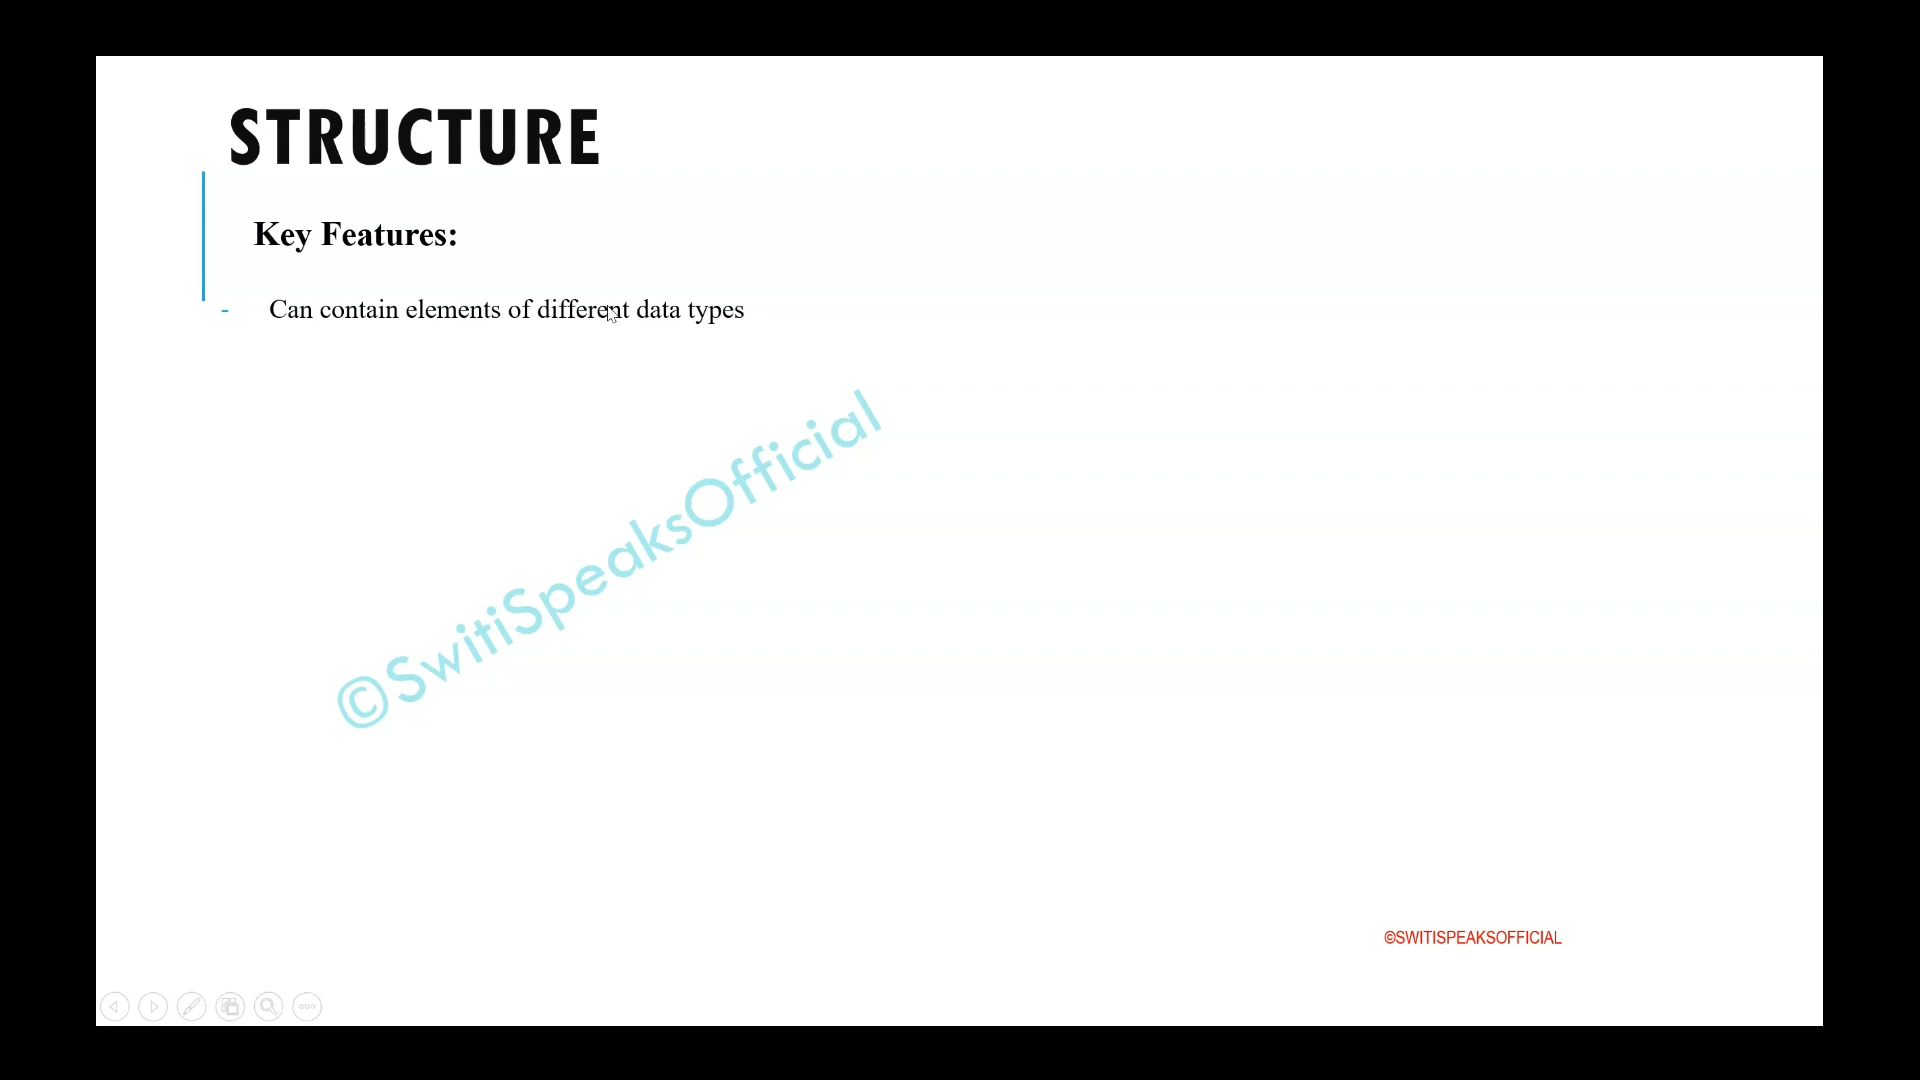 STRUCTURE
Key Features:
- Can contain elements of different data types
©SwitiSpeaksOfficial
©SWITISPEAKSOFFICIAL